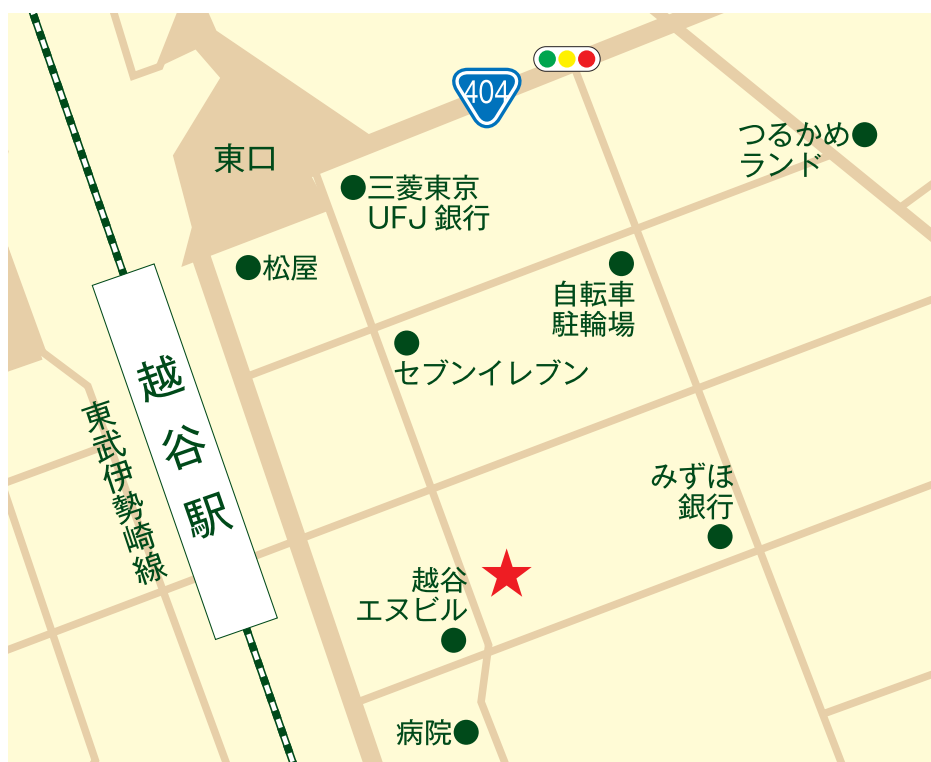 404
つるかめ
ランド
東口
三菱東京
UFJ 銀行
松屋
自転車
駐輪場
セブンイレブン
越谷駅
東武伊勢崎線
みずほ
銀行
越谷
エヌビル
病院